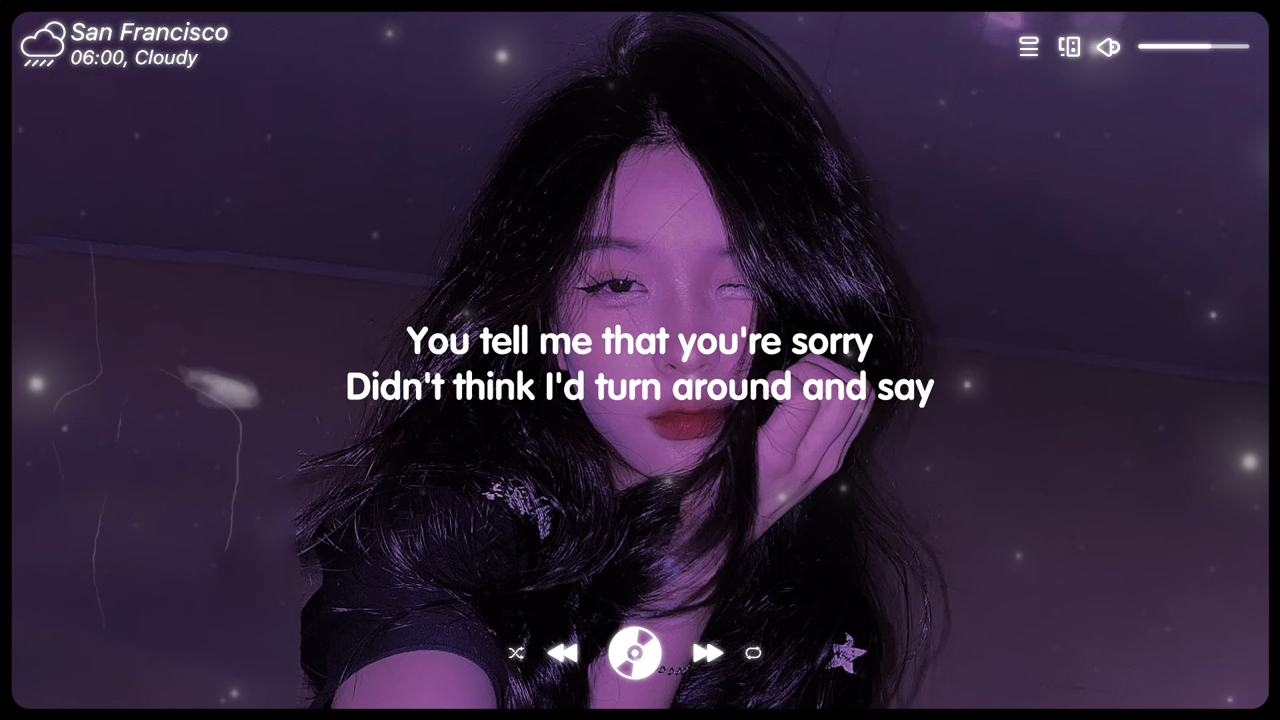 San Francisco
06:00, Cloudy
You tell me that you're sorry
Didn't think I'd turn around and say